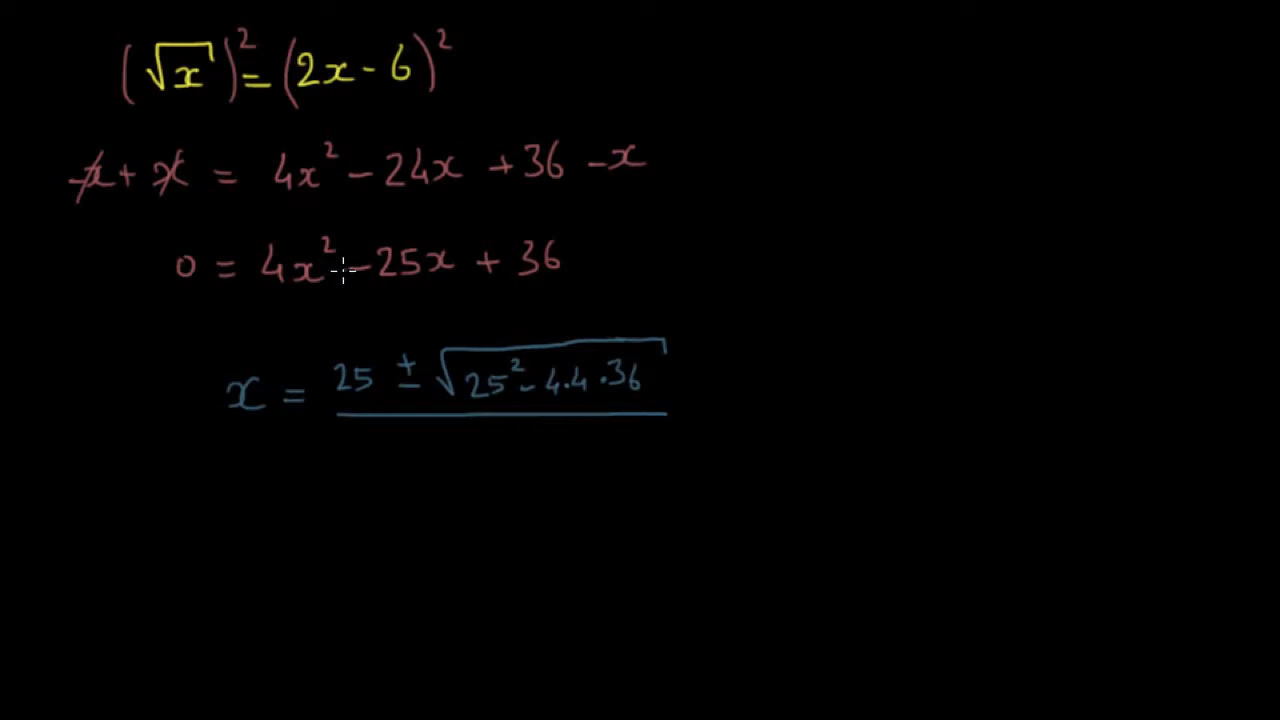 (√x)² = (2x - 6)²
-x + x = 4x² - 24x + 36 - x
0 = 4x² - 25x + 36
x = 25 ± √25² - 4.4.36